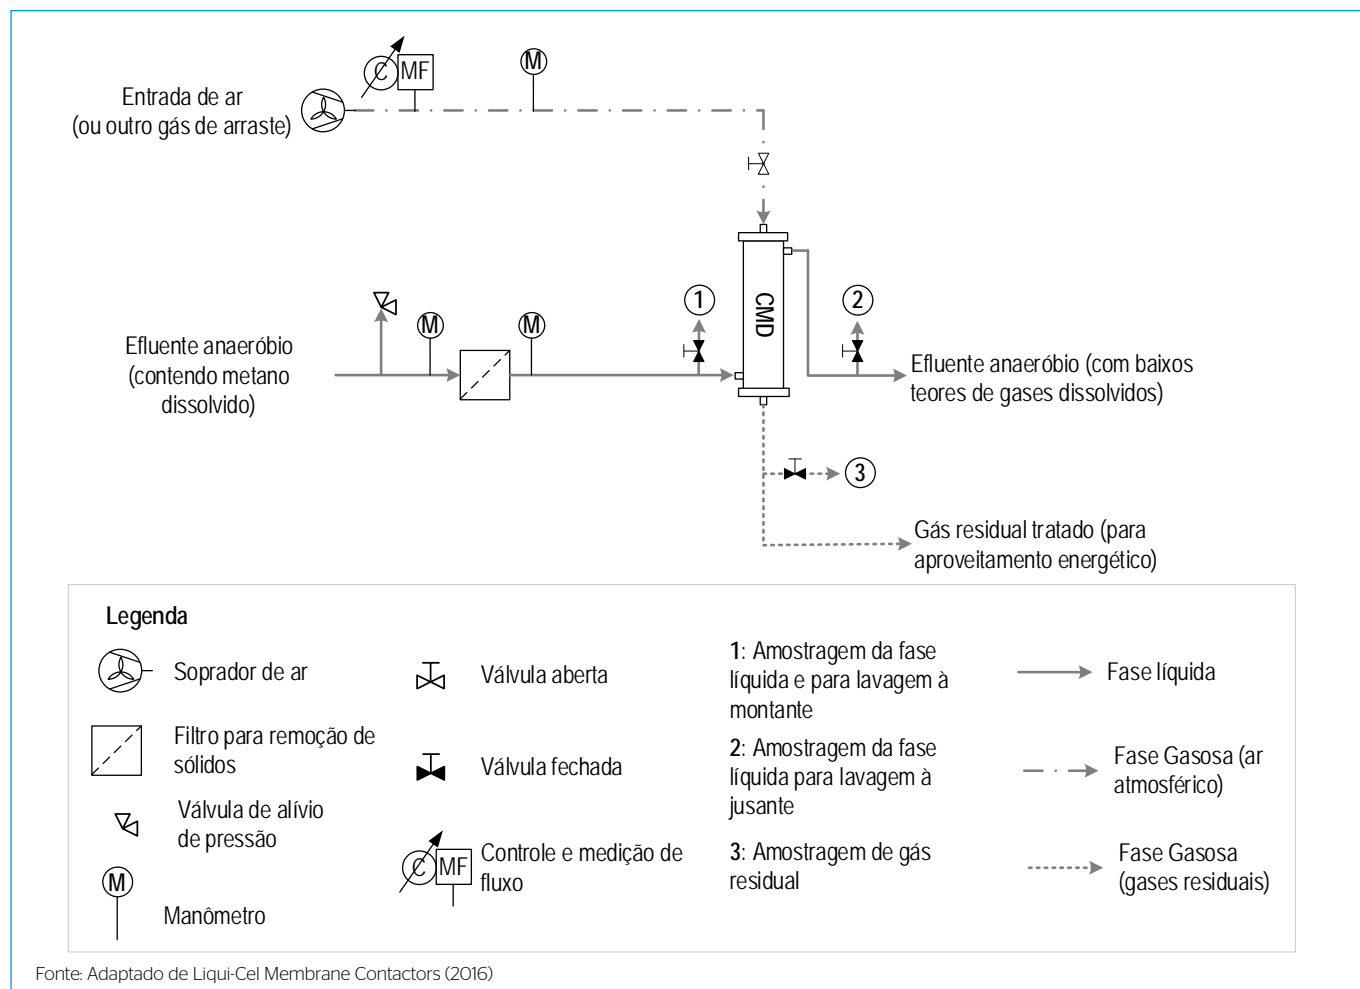 C MF
M
Entrada de ar
(ou outro gás de arraste)
1
CMD
2
M
M
Efluente anaeróbio
(contendo metano
dissolvido)
Efluente anaeróbio (com baixos
teores de gases dissolvidos)
3
Gás residual tratado (para
aproveitamento energético)
Legenda
Soprador de ar
Filtro para remoção de
sólidos
Válvula de alívio
de pressão
M
Manômetro
Válvula aberta
Válvula fechada
C MF
Controle e medição de
fluxo
1: Amostragem da fase
líquida e para lavagem à
montante
2: Amostragem da fase
líquida para lavagem à
jusante
3: Amostragem de gás
residual
Fase líquida
Fase Gasosa (ar
atmosférico)
Fase Gasosa
(gases residuais)
Fonte: Adaptado de Liqui-Cel Membrane Contactors (2016)